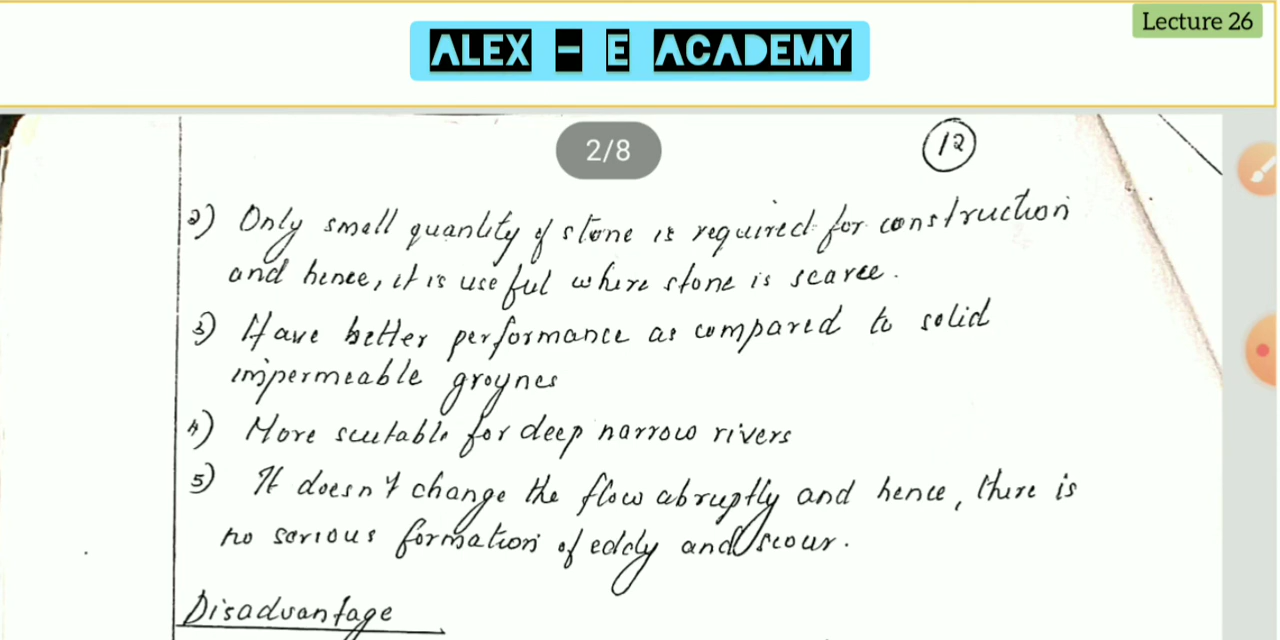 Lecture 26
ALEX - E ACADEMY
2/8
12
2) Only small quantity of stone is required for construction
and hence, it is useful where stone is scarce.
3) Have better performance as compared to solid
impermeable groynes
4) More suitable for deep narrow rivers
5) It doesn't change the flow abruptly and hence, there is
no serious formation of eddy and scour.
Disadvantage